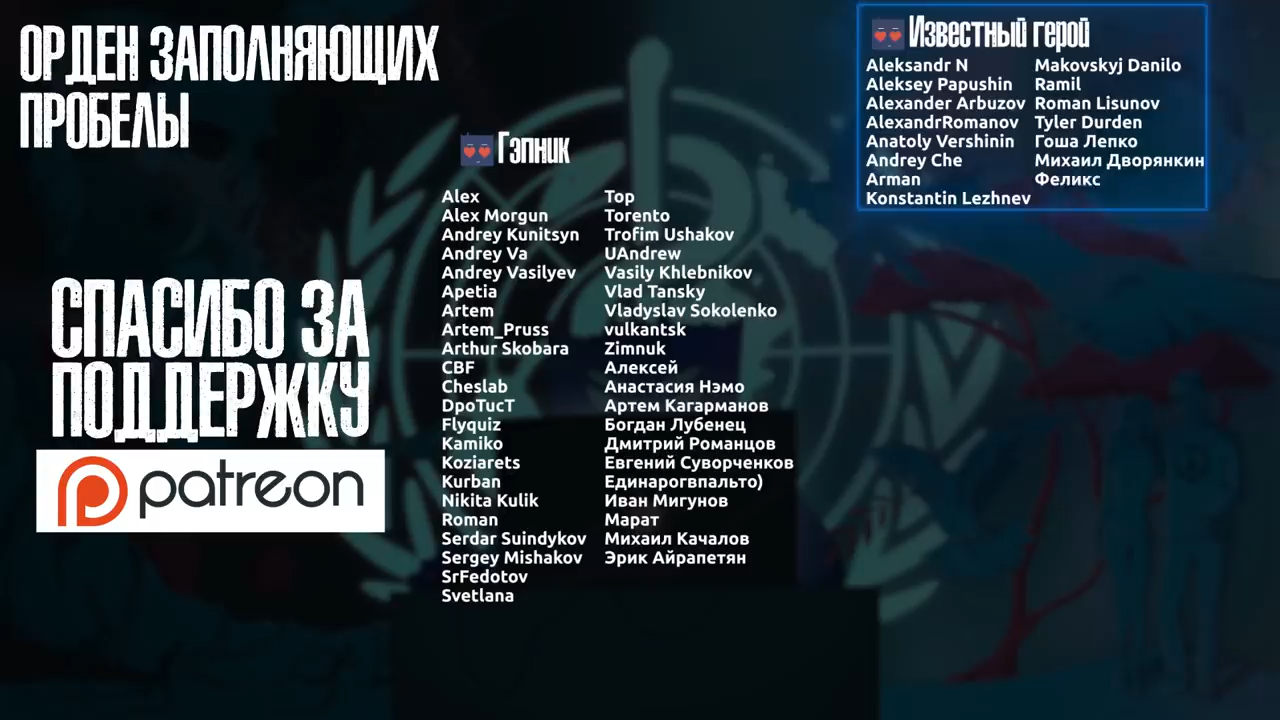 ОРДЕН ЗАПОЛНЯЮЩИХ
ПРОБЕЛЫ
СПАСИБО ЗА
ПОДДЕРЖКУ
patreon
Гэпник
Alex
Alex Morgun
Andrey Kunitsyn
Andrey Va
Andrey Vasilyev
Apetia
Artem
Artem_Pruss
Arthur Skobara
CBF
Cheslab
DpoTucT
Flyquiz
Kamiko
Koziarets
Kurban
Nikita Kulik
Roman
Serdar Suindykov
Sergey Mishakov
SrFedotov
Svetlana
Top
Torento
Trofim Ushakov
UAndrew
Vasily Khlebnikov
Vlad Tansky
Vladyslav Sokolenko
vulkantsk
Zimnuk
Алексей
Анастасия Нэмо
Артем Кагарманов
Богдан Лубенец
Дмитрий Романцов
Евгений Суворченков
Единарогвпальто)
Иван Мигунов
Марат
Михаил Качалов
Эрик Айрапетян
Известный герой
Aleksandr N
Aleksey Papushin
Alexander Arbuzov
AlexandrRomanov
Anatoly Vershinin
Andrey Che
Arman
Konstantin Lezhnev
Makovskyj Danilo
Ramil
Roman Lisunov
Tyler Durden
Гоша Лепко
Михаил Дворянкин
Феликс